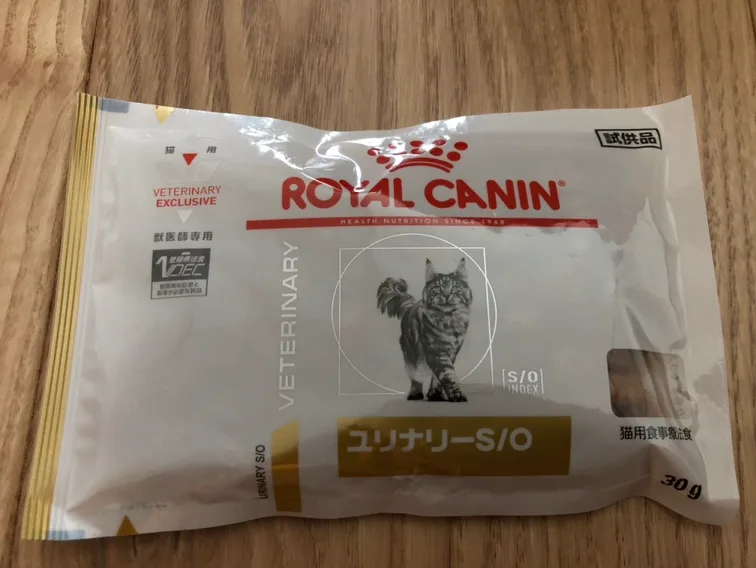 試供品
猫 用
VETERINARY
EXCLUSIVE
獣医師専用
ROYAL CANIN®
HEALTH NUTRITION SINCE 1968
VETERINARY
S/O
INDEX
URINARY S/O
ユリナリーS/O
猫用食事療法食
30g